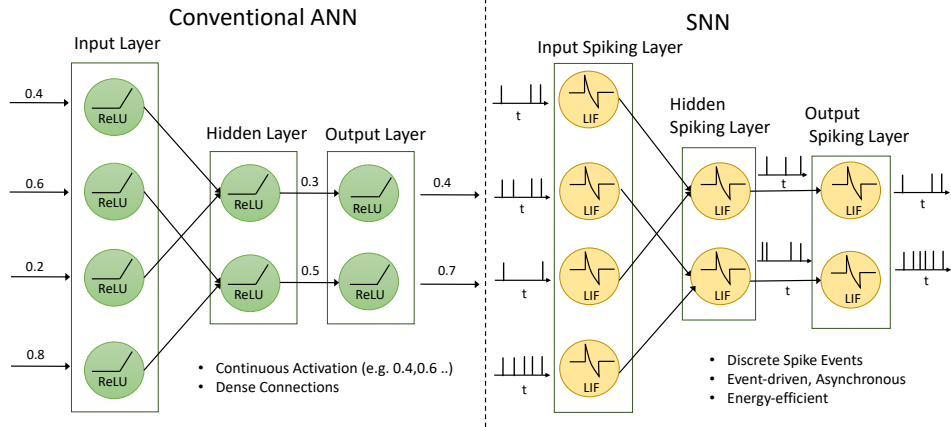 Conventional ANN
Input Layer
0.4
ReLU
0.6
ReLU
0.2
ReLU
0.8
ReLU
Hidden Layer
ReLU
0.3
ReLU
0.5
Output Layer
ReLU
0.4
ReLU
0.7
• Continuous Activation (e.g. 0.4,0.6 ..)
• Dense Connections
SNN
Input Spiking Layer
t
LIF
t
LIF
t
LIF
t
LIF
Hidden
Spiking Layer
LIF
t
LIF
t
Output
Spiking Layer
LIF
t
LIF
t
• Discrete Spike Events
• Event-driven, Asynchronous
• Energy-efficient